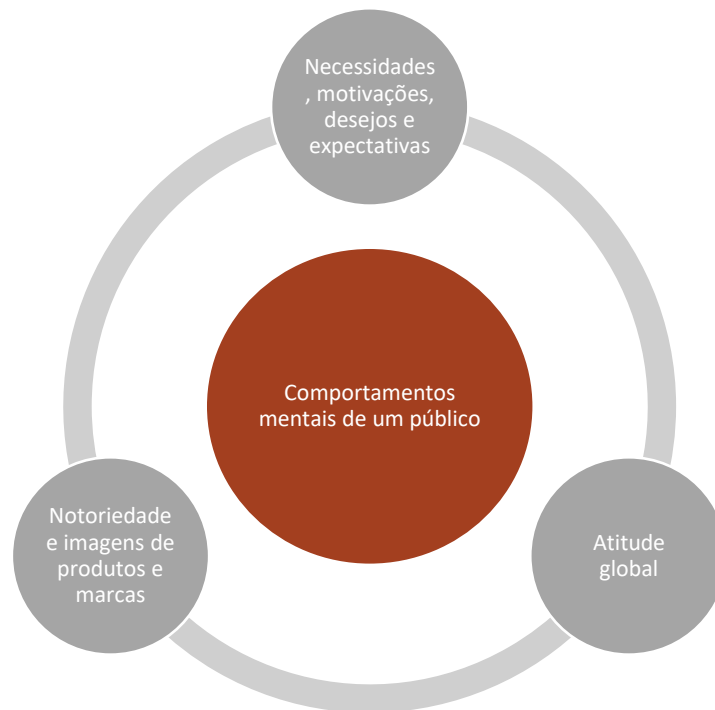 Necessidades
, motivações,
desejos e
expectativas
Comportamentos
mentais de um público
Notoriedade
e imagens de
produtos e
marcas
Atitude
global